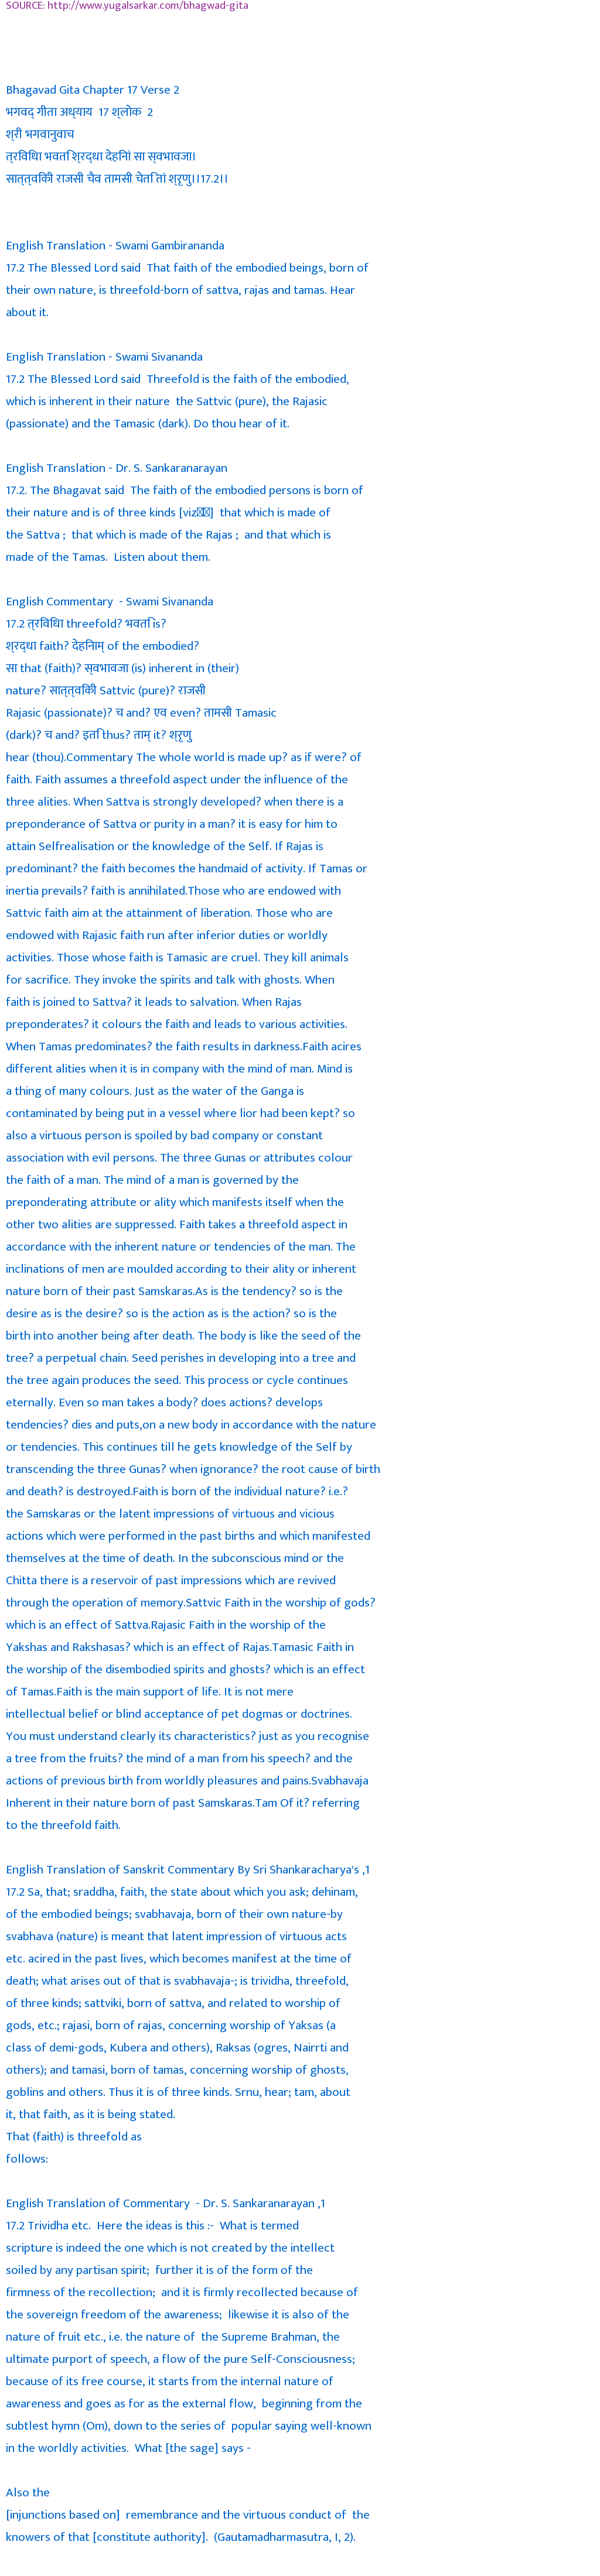 SOURCE: http://www.yugalsarkar.com/bhagwad-gita
Bhagavad Gita Chapter 17 Verse 2
भगवद् गीता अध्याय 17 श्लोक 2
श्री भगवानुवाच
त्रिविधा भवति श्रद्धा देहिनां सा स्वभावजा।
सात्त्विकी राजसी चैव तामसी चेति तां श्रृणु।।17.2।।
English Translation - Swami Gambirananda
17.2 The Blessed Lord said That faith of the embodied beings, born of
their own nature, is threefold-born of sattva, rajas and tamas. Hear
about it.
English Translation - Swami Sivananda
17.2 The Blessed Lord said Threefold is the faith of the embodied,
which is inherent in their nature the Sattvic (pure), the Rajasic
(passionate) and the Tamasic (dark). Do thou hear of it.
English Translation - Dr. S. Sankaranarayan
17.2. The Bhagavat said The faith of the embodied persons is born of
their nature and is of three kinds [viz] that which is made of
the Sattva ; that which is made of the Rajas ; and that which is
made of the Tamas. Listen about them.
English Commentary - Swami Sivananda
17.2 त्रिविधा threefold? भवति is?
श्रद्धा faith? देहिनाम् of the embodied?
सा that (faith)? स्वभावजा (is) inherent in (their)
nature? सात्त्विकी Sattvic (pure)? राजसी
Rajasic (passionate)? च and? एव even? तामसी Tamasic
(dark)? च and? इति thus? ताम् it? श्रृणु
hear (thou).Commentary The whole world is made up? as if were? of
faith. Faith assumes a threefold aspect under the influence of the
three alities. When Sattva is strongly developed? when there is a
preponderance of Sattva or purity in a man? it is easy for him to
attain Selfrealisation or the knowledge of the Self. If Rajas is
predominant? the faith becomes the handmaid of activity. If Tamas or
inertia prevails? faith is annihilated.Those who are endowed with
Sattvic faith aim at the attainment of liberation. Those who are
endowed with Rajasic faith run after inferior duties or worldly
activities. Those whose faith is Tamasic are cruel. They kill animals
for sacrifice. They invoke the spirits and talk with ghosts. When
faith is joined to Sattva? it leads to salvation. When Rajas
preponderates? it colours the faith and leads to various activities.
When Tamas predominates? the faith results in darkness.Faith acires
different alities when it is in company with the mind of man. Mind is
a thing of many colours. Just as the water of the Ganga is
contaminated by being put in a vessel where lior had been kept? so
also a virtuous person is spoiled by bad company or constant
association with evil persons. The three Gunas or attributes colour
the faith of a man. The mind of a man is governed by the
preponderating attribute or ality which manifests itself when the
other two alities are suppressed. Faith takes a threefold aspect in
accordance with the inherent nature or tendencies of the man. The
inclinations of men are moulded according to their ality or inherent
nature born of their past Samskaras.As is the tendency? so is the
desire as is the desire? so is the action as is the action? so is the
birth into another being after death. The body is like the seed of the
tree? a perpetual chain. Seed perishes in developing into a tree and
the tree again produces the seed. This process or cycle continues
eternally. Even so man takes a body? does actions? develops
tendencies? dies and puts,on a new body in accordance with the nature
or tendencies. This continues till he gets knowledge of the Self by
transcending the three Gunas? when ignorance? the root cause of birth
and death? is destroyed.Faith is born of the individual nature? i.e.?
the Samskaras or the latent impressions of virtuous and vicious
actions which were performed in the past births and which manifested
themselves at the time of death. In the subconscious mind or the
Chitta there is a reservoir of past impressions which are revived
through the operation of memory.Sattvic Faith in the worship of gods?
which is an effect of Sattva.Rajasic Faith in the worship of the
Yakshas and Rakshasas? which is an effect of Rajas.Tamasic Faith in
the worship of the disembodied spirits and ghosts? which is an effect
of Tamas.Faith is the main support of life. It is not mere
intellectual belief or blind acceptance of pet dogmas or doctrines.
You must understand clearly its characteristics? just as you recognise
a tree from the fruits? the mind of a man from his speech? and the
actions of previous birth from worldly pleasures and pains.Svabhavaja
Inherent in their nature born of past Samskaras.Tam Of it? referring
to the threefold faith.
English Translation of Sanskrit Commentary By Sri Shankaracharya's ,1
17.2 Sa, that; sraddha, faith, the state about which you ask; dehinam,
of the embodied beings; svabhavaja, born of their own nature-by
svabhava (nature) is meant that latent impression of virtuous acts
etc. acired in the past lives, which becomes manifest at the time of
death; what arises out of that is svabhavaja-; is trividha, threefold,
of three kinds; sattviki, born of sattva, and related to worship of
gods, etc.; rajasi, born of rajas, concerning worship of Yaksas (a
class of demi-gods, Kubera and others), Raksas (ogres, Nairrti and
others); and tamasi, born of tamas, concerning worship of ghosts,
goblins and others. Thus it is of three kinds. Srnu, hear; tam, about
it, that faith, as it is being stated.
That (faith) is threefold as
follows:
English Translation of Commentary - Dr. S. Sankaranarayan ,1
17.2 Trividha etc. Here the ideas is this :- What is termed
scripture is indeed the one which is not created by the intellect
soiled by any partisan spirit; further it is of the form of the
firmness of the recollection; and it is firmly recollected because of
the sovereign freedom of the awareness; likewise it is also of the
nature of fruit etc., i.e. the nature of the Supreme Brahman, the
ultimate purport of speech, a flow of the pure Self-Consciousness;
because of its free course, it starts from the internal nature of
awareness and goes as for as the external flow, beginning from the
subtlest hymn (Om), down to the series of popular saying well-known
in the worldly activities. What [the sage] says -
Also the
[injunctions based on] remembrance and the virtuous conduct of the
knowers of that [constitute authority]. (Gautamadharmasutra, I, 2).